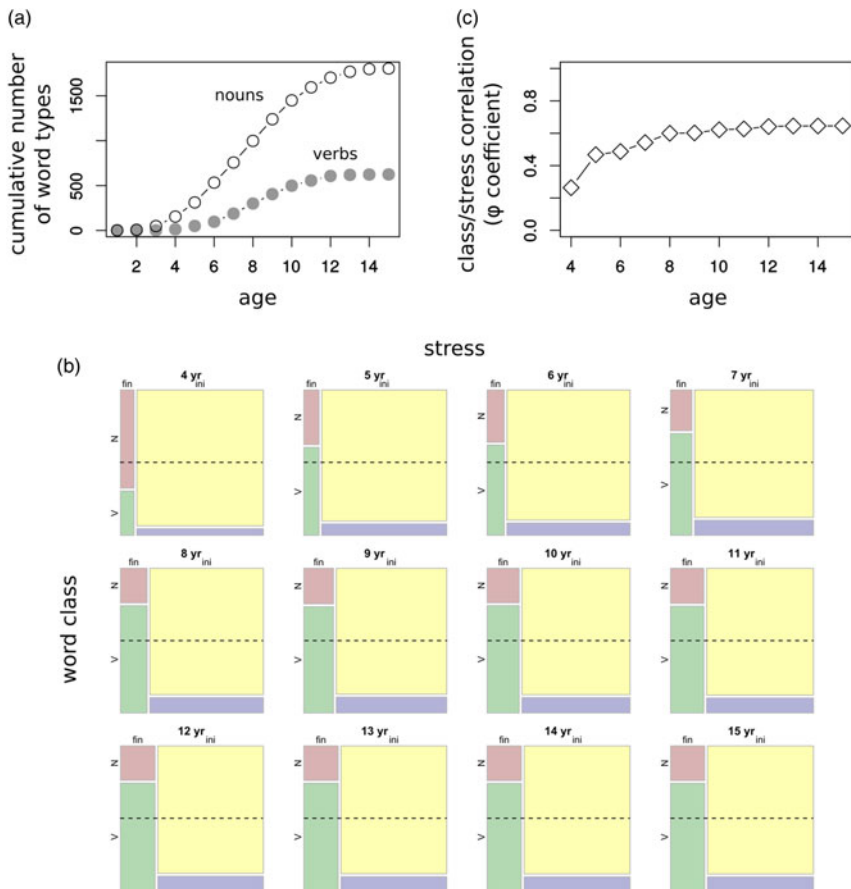 (a)
cumulative number
of word types
0
500
1500
nouns
verbs
2 4 6 8 10 12 14
age
(c)
class/stress correlation
(φ coefficient)
0.0
0.4
0.8
4 6 8 10 12 14
age
(b)
stress
word class
4 yr
fin ini
N
V
5 yr
fin ini
N
V
6 yr
fin ini
N
V
7 yr
fin ini
N
V
8 yr
fin ini
N
V
9 yr
fin ini
N
V
10 yr
fin ini
N
V
11 yr
fin ini
N
V
12 yr
fin ini
N
V
13 yr
fin ini
N
V
14 yr
fin ini
N
V
15 yr
fin ini
N
V